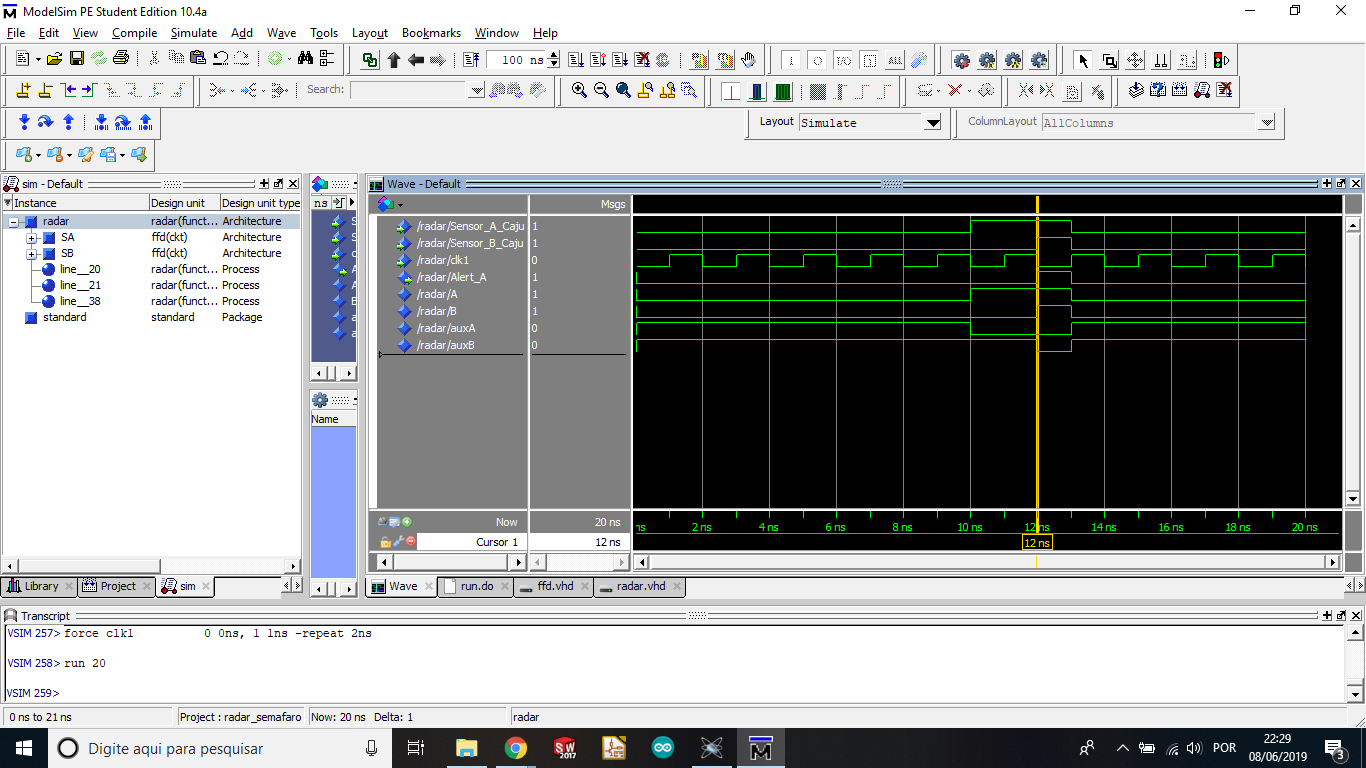 ModelSim PE Student Edition 10.4a
File Edit View Compile Simulate Add Wave Tools Layout Bookmarks Window Help
100 ns
Search:
Layout Simulate ColumnLayout AllColumns
sim - Default
Instance Design unit Design unit type
radar radar(funct... Architecture
SA ffd(ckt) Architecture
SB ffd(ckt) Architecture
line__20 radar(funct... Process
line__21 radar(funct... Process
line__38 radar(funct... Process
standard standard Package
ns
Name
Wave - Default
Msgs
/radar/Sensor_A_Caju 1
/radar/Sensor_B_Caju 1
/radar/clk1 0
/radar/Alert_A 1
/radar/A 1
/radar/B 1
/radar/auxA 0
/radar/auxB 0
Now 20 ns
Cursor 1 12 ns
ns 2 ns 4 ns 6 ns 8 ns 10 ns 12 ns 14 ns 16 ns 18 ns 20 ns
12 ns
Library Project sim
Wave run.do ffd.vhd radar.vhd
Transcript
VSIM 257> force clk1 0 0ns, 1 1ns -repeat 2ns
VSIM 258> run 20
VSIM 259>
0 ns to 21 ns Project : radar_semafaro Now: 20 ns Delta: 1 radar
Digite aqui para pesquisar
SW 2017
POR
22:29
08/06/2019
3